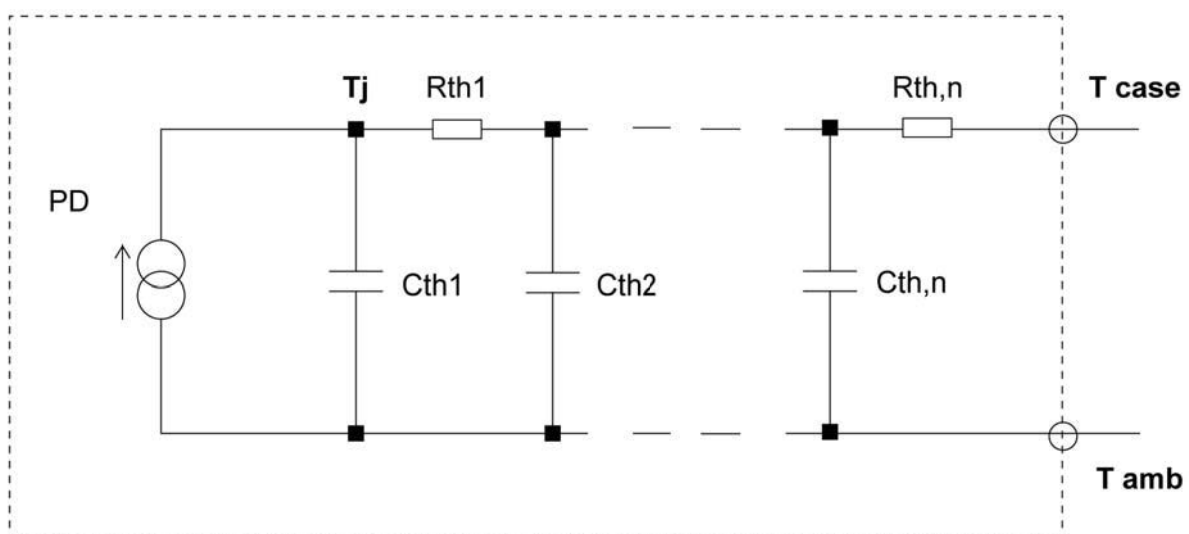 Tj
Rth1
Rth,n
T case
PD
Cth1
Cth2
Cth,n
T amb